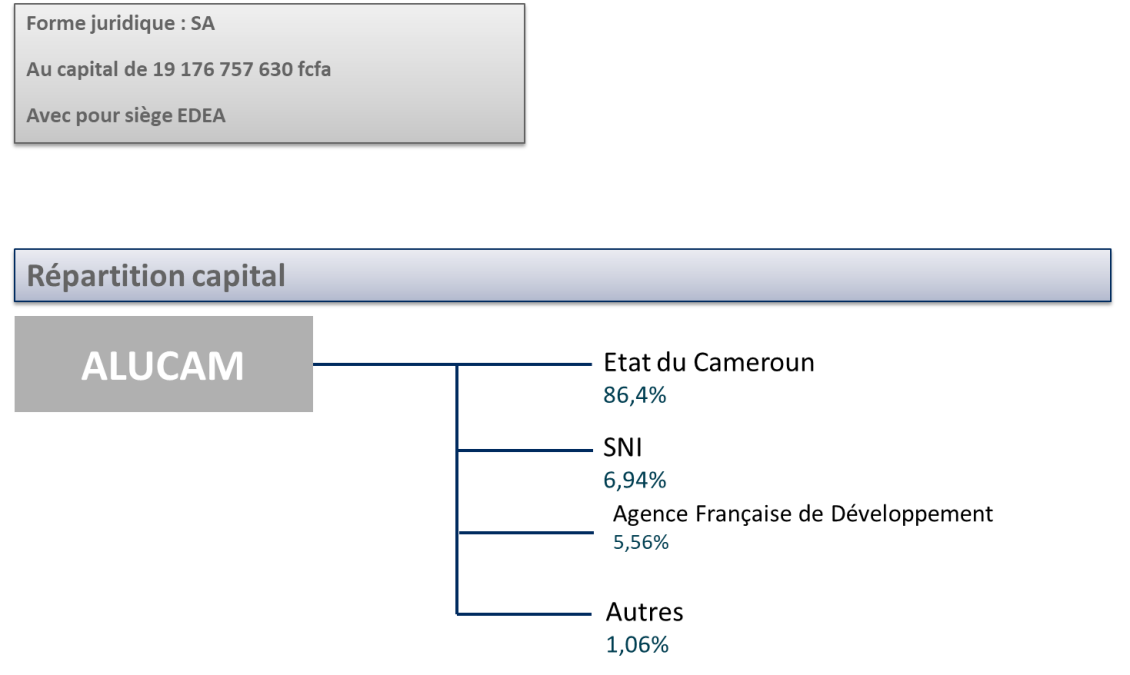 Forme juridique : SA
Au capital de 19 176 757 630 fcfa
Avec pour siège EDEA
Répartition capital
ALUCAM
Etat du Cameroun
86,4%
SNI
6,94%
Agence Française de Développement
5,56%
Autres
1,06%